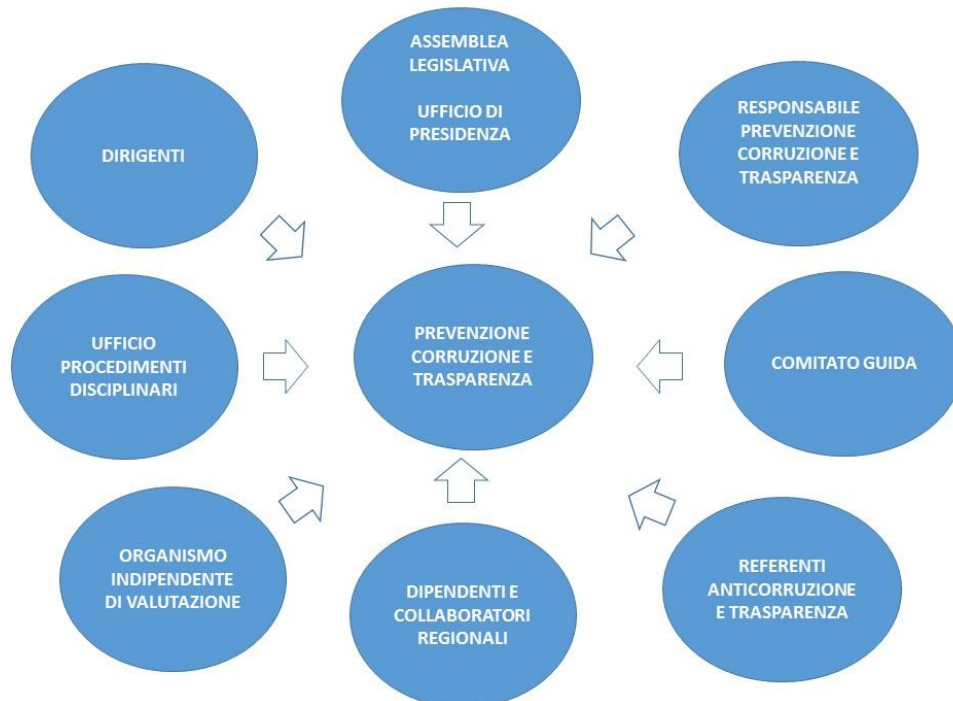 ASSEMBLEA
LEGISLATIVA
UFFICIO DI
PRESIDENZA
RESPONSABILE
PREVENZIONE
CORRUZIONE E
TRASPARENZA
DIRIGENTI
UFFICIO
PROCEDIMENTI
DISCIPLINARI
PREVENZIONE
CORRUZIONE E
TRASPARENZA
COMITATO GUIDA
ORGANISMO
INDIPENDENTE
DI VALUTAZIONE
DIPENDENTI E
COLLABORATORI
REGIONALI
REFERENTI
ANTICORRUZIONE
E TRASPARENZA